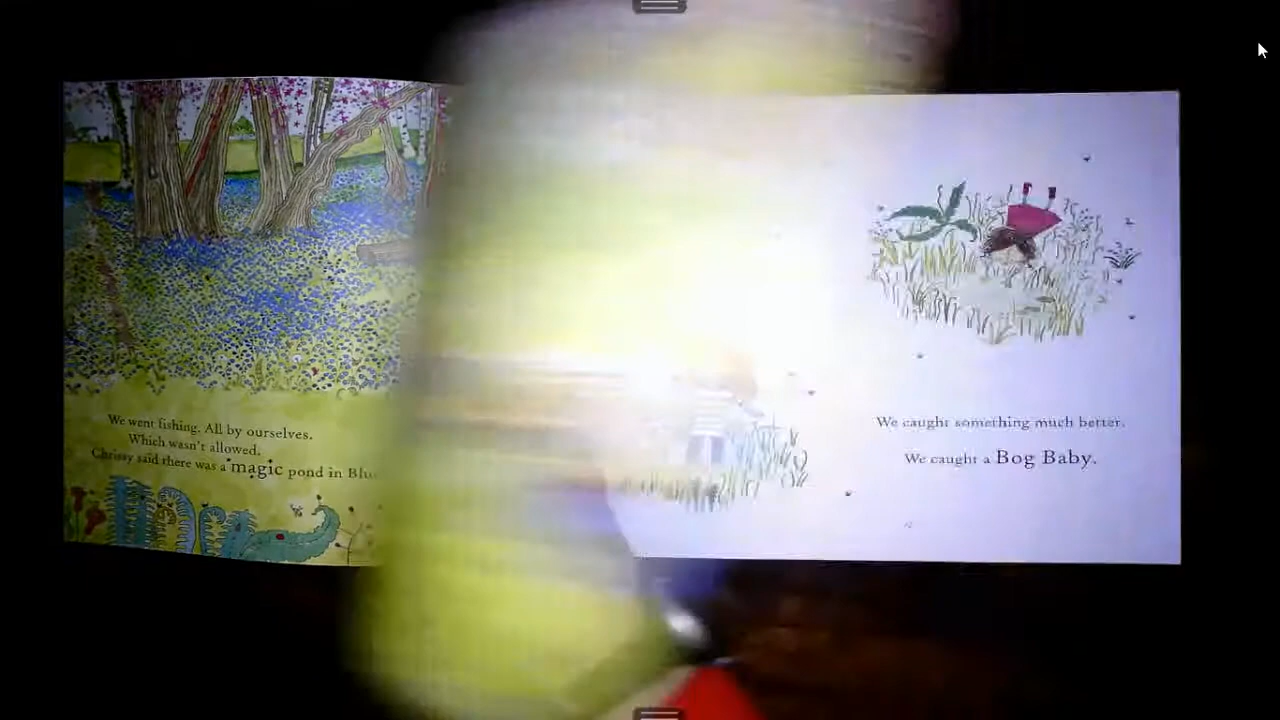 We went fishing. All by ourselves.
Which wasn't allowed.
Chrissy said there was a magic pond in
We caught something much better.
We caught a Bog Baby.